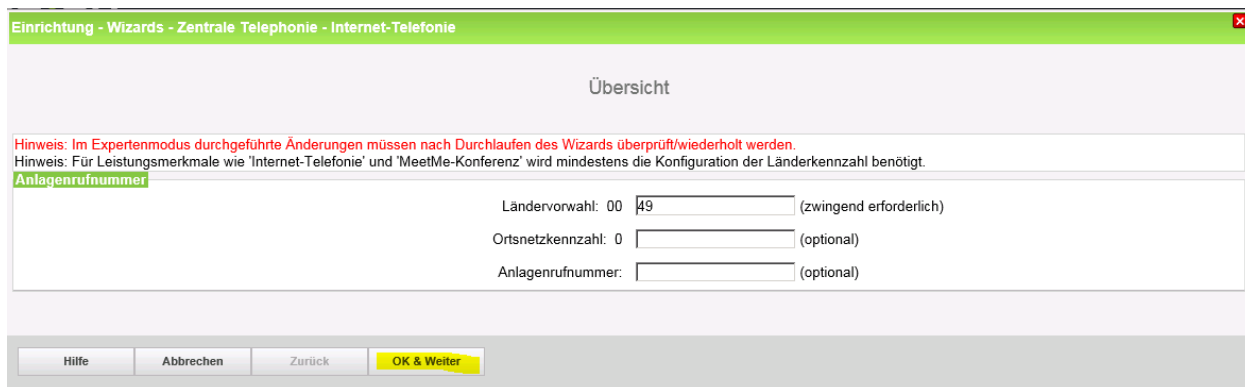 Einrichtung - Wizards - Zentrale Telephonie - Internet-Telefonie
Übersicht
Hinweis: Im Expertenmodus durchgeführte Änderungen müssen nach Durchlaufen des Wizards überprüft/wiederholt werden.
Hinweis: Für Leistungsmerkmale wie 'Internet-Telefonie' und 'MeetMe-Konferenz' wird mindestens die Konfiguration der Länderkennzahl benötigt.
Anlagenrufnummer
Ländervorwahl: 00 49 (zwingend erforderlich)
Ortsnetzkennzahl: 0 (optional)
Anlagenrufnummer: (optional)
Hilfe Abbrechen Zurück OK & Weiter